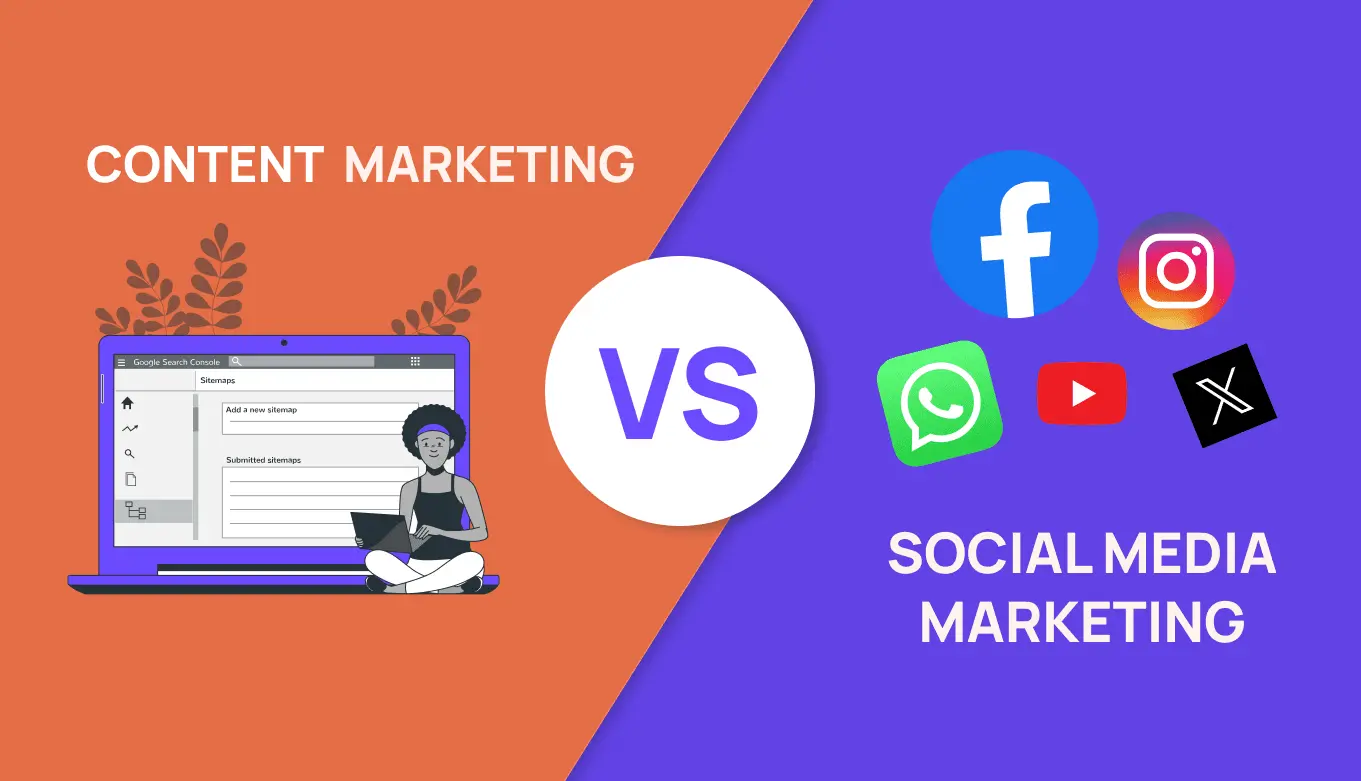 CONTENT MARKETING
Google Search Console
Sitemaps
Add a new sitemap
Submitted sitemaps
VS
SOCIAL MEDIA
MARKETING